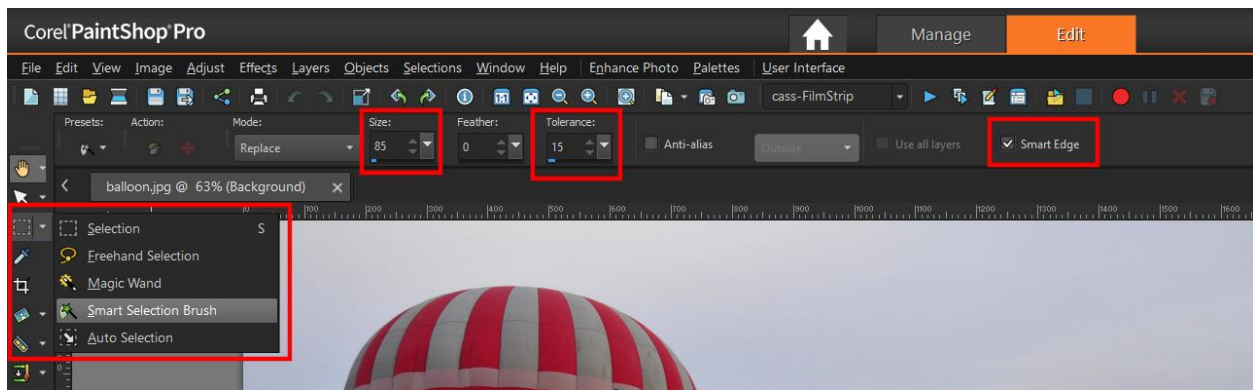 Corel® PaintShop® Pro
Manage
Edit
File Edit View Image Adjust Effects Layers Objects Selections Window Help Enhance Photo Palettes User Interface
cass-FilmStrip
Presets: Action: Mode: Size: Feather: Tolerance:
Replace 85 0 15 Anti-alias Outside Use all layers Smart Edge
balloon.jpg @ 63% (Background)
0 100 200 300 400 500 600 700 800 900 1000 1100 1200 1300 1400 1500 1600
Selection S
Freehand Selection
Magic Wand
Smart Selection Brush
Auto Selection
0